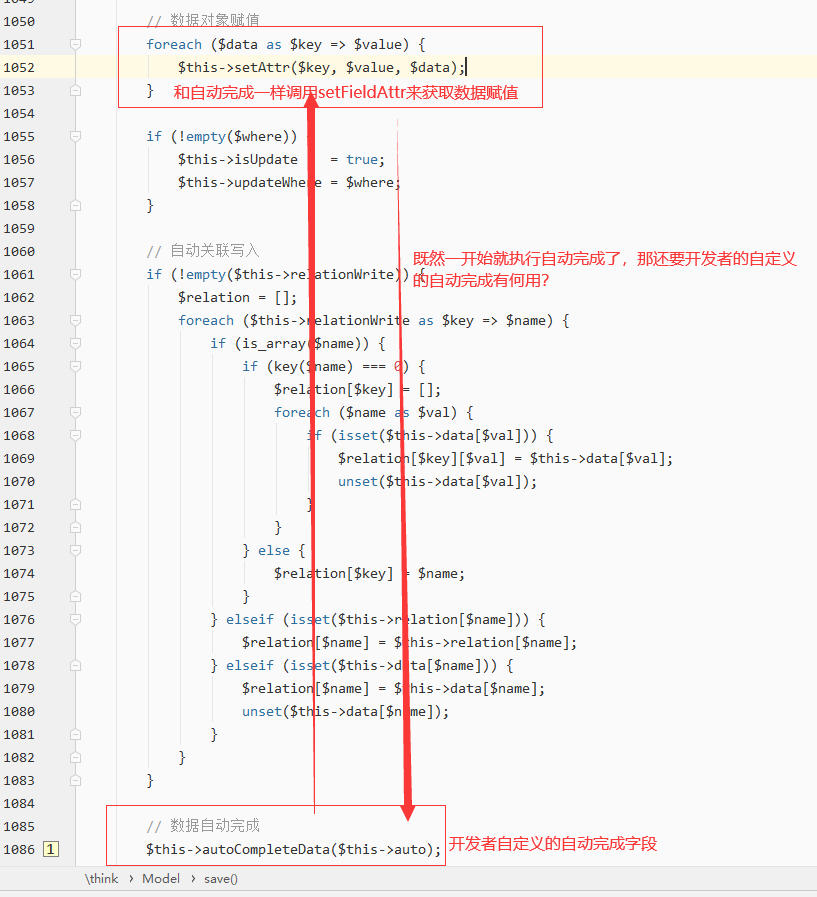 1049
1050 // 数据对象赋值
1051 foreach ($data as $key => $value) {
1052 $this->setAttr($key, $value, $data);
1053 } 和自动完成一样调用setFieldAttr来获取数据赋值
1054
1055 if (!empty($where))
1056 $this->isUpdate = true;
1057 $this->updateWhere = $where;
1058 }
1059
1060 // 自动关联写入
既然一开始就执行自动完成了，那还要开发者的自定义
的自动完成有何用?
1061 if (!empty($this->relationWrite)) {
1062 $relation = [];
1063 foreach ($this->relationWrite as $key => $name) {
1064 if (is_array($name)) {
1065 if (key($name) === 0) {
1066 $relation[$key] = [];
1067 foreach ($name as $val) {
1068 if (isset($this->data[$val])) {
1069 $relation[$key][$val] = $this->data[$val];
1070 unset($this->data[$val]);
1071 }
1072 }
1073 } else {
1074 $relation[$key] = $name;
1075 }
1076 } elseif (isset($this->relation[$name])) {
1077 $relation[$name] = $this->relation[$name];
1078 } elseif (isset($this->data[$name])) {
1079 $relation[$name] = $this->data[$name];
1080 unset($this->data[$name]);
1081 }
1082 }
1083 }
1084
1085 // 数据自动完成
1086 1 $this->autoCompleteData($this->auto); 开发者自定义的自动完成字段
\think › Model › save()